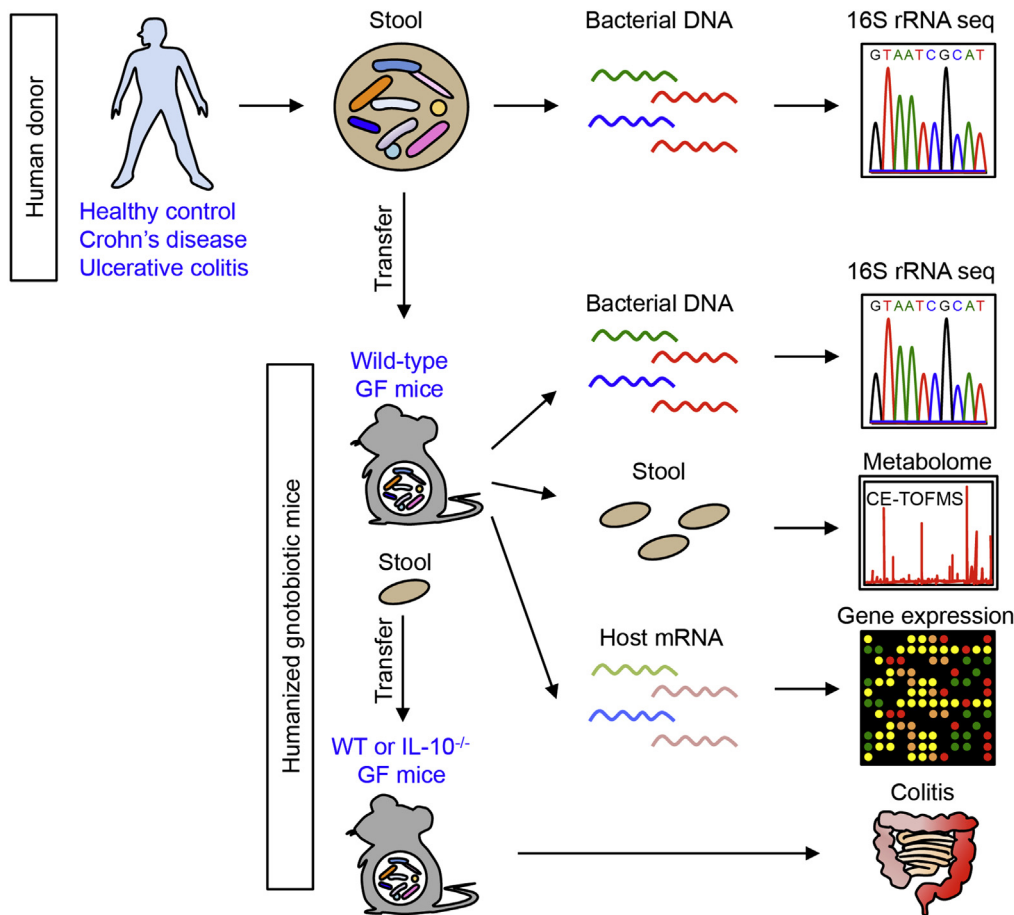 Human donor
Healthy control
Crohn's disease
Ulcerative colitis
Stool
Bacterial DNA
16S rRNA seq
GTAATCGCAT
Transfer
Humanized gnotobiotic mice
Wild-type
GF mice
Bacterial DNA
16S rRNA seq
GTAATCGCAT
Stool
Metabolome
CE-TOFMS
Host mRNA
Gene expression
Stool
Transfer
WT or IL-10⁻/⁻
GF mice
Colitis